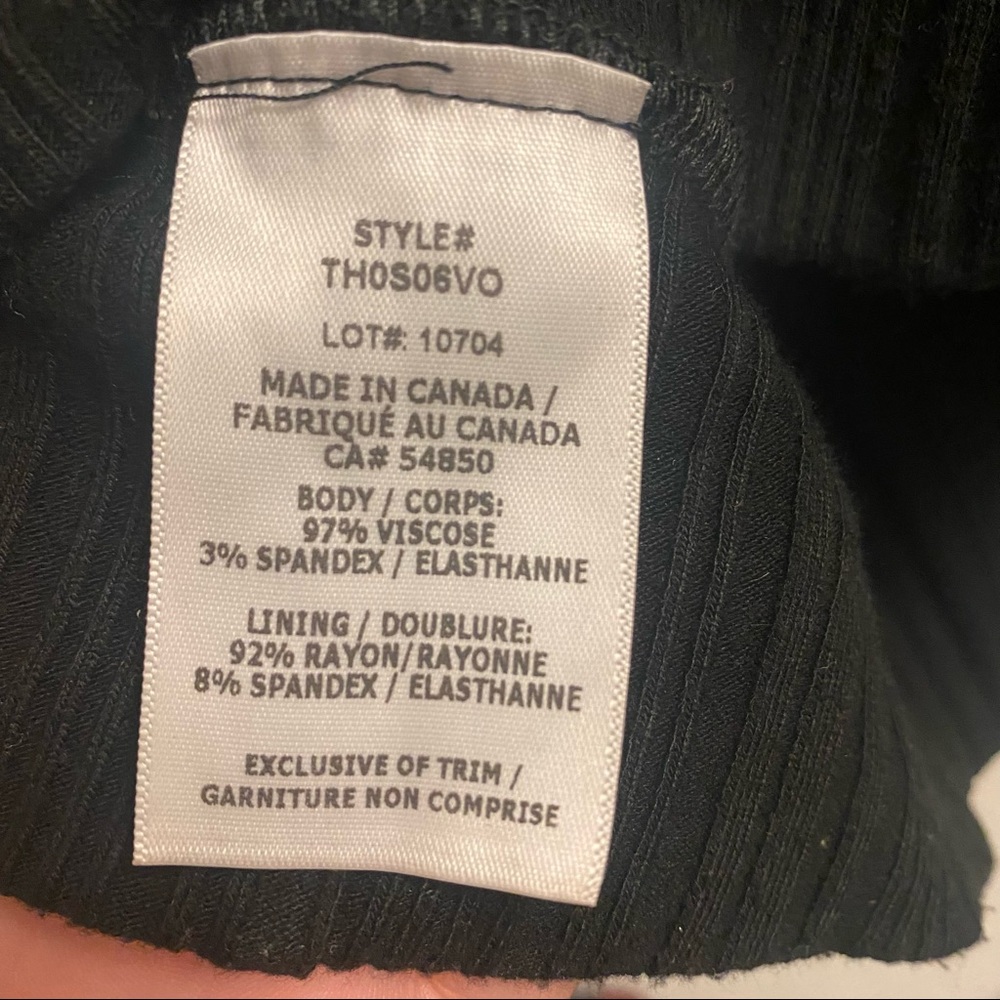 STYLE#
TH0S06VO
LOT#: 10704
MADE IN CANADA /
FABRIQUÉ AU CANADA
CA# 54850
BODY / CORPS:
97% VISCOSE
3% SPANDEX / ELASTHANNE
LINING / DOUBLURE:
92% RAYON/RAYONNE
8% SPANDEX / ELASTHANNE
EXCLUSIVE OF TRIM /
GARNITURE NON COMPRISE